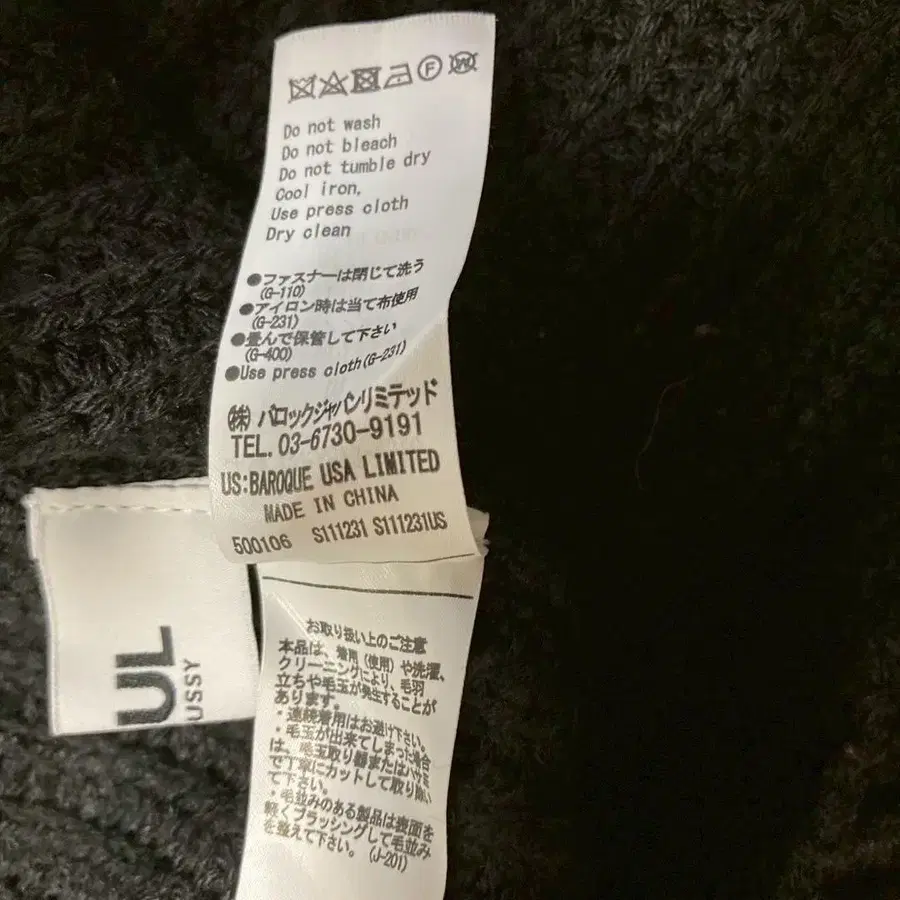 F W
Do not wash
Do not bleach
Do not tumble dry
Cool iron,
Use press cloth
Dry clean
●ファスナーは閉じて洗う
(G-110)
●アイロン時は当て布使用
(G-231)
●畳んで保管して下さい
(G-400)
●Use press cloth(G-231)
(株) バロックジャパンリミテッド
TEL. 03-6730-9191
US:BAROQUE USA LIMITED
MADE IN CHINA
500106 S111231 S111231US
USSY
お取り扱い上のご注意
本品は、着用(使用)や洗濯、
クリーニングにより、毛羽
立ちや毛玉が発生することが
あります。
・連続着用はお避け下さい。
・毛玉が出来てしまった場合
は、毛玉取り器またはハサミ
で丁寧にカットして取り除い
て下さい。
・毛並みのある製品は表面を
軽くブラッシングして毛並み
を整えて下さい。 (J-201)